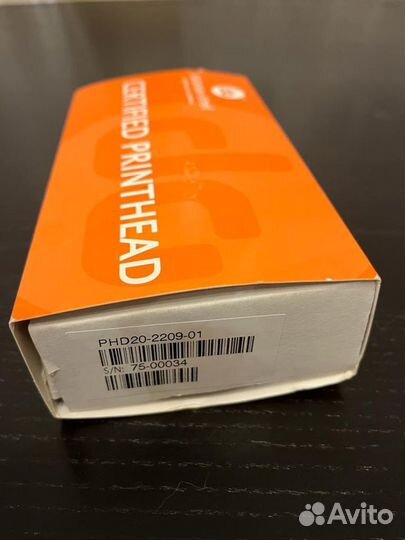 CERTIFIED PRINTHEAD
PHD20-2209-01
S/N: 75-00034
Avito